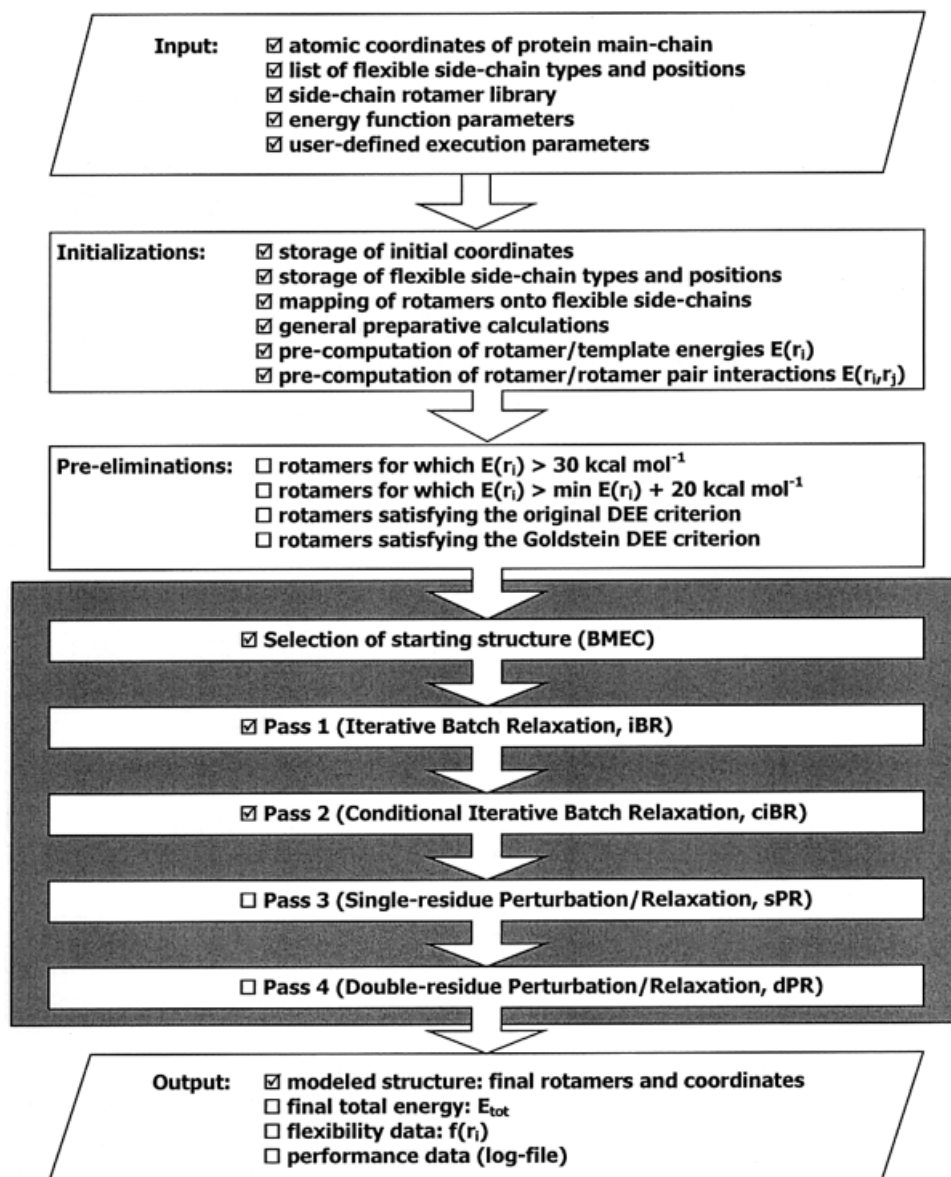 Input: ☑ atomic coordinates of protein main-chain
☑ list of flexible side-chain types and positions
☑ side-chain rotamer library
☑ energy function parameters
☑ user-defined execution parameters
Initializations: ☑ storage of initial coordinates
☑ storage of flexible side-chain types and positions
☑ mapping of rotamers onto flexible side-chains
☑ general preparative calculations
☑ pre-computation of rotamer/template energies E(rᵢ)
☑ pre-computation of rotamer/rotamer pair interactions E(rᵢ,rⱼ)
Pre-eliminations: ☐ rotamers for which E(rᵢ) > 30 kcal mol⁻¹
☐ rotamers for which E(rᵢ) > min E(rᵢ) + 20 kcal mol⁻¹
☐ rotamers satisfying the original DEE criterion
☐ rotamers satisfying the Goldstein DEE criterion
☑ Selection of starting structure (BMEC)
☑ Pass 1 (Iterative Batch Relaxation, iBR)
☑ Pass 2 (Conditional Iterative Batch Relaxation, ciBR)
☐ Pass 3 (Single-residue Perturbation/Relaxation, sPR)
☐ Pass 4 (Double-residue Perturbation/Relaxation, dPR)
Output: ☑ modeled structure: final rotamers and coordinates
☐ final total energy: Eₜₒₜ
☐ flexibility data: f(rᵢ)
☐ performance data (log-file)